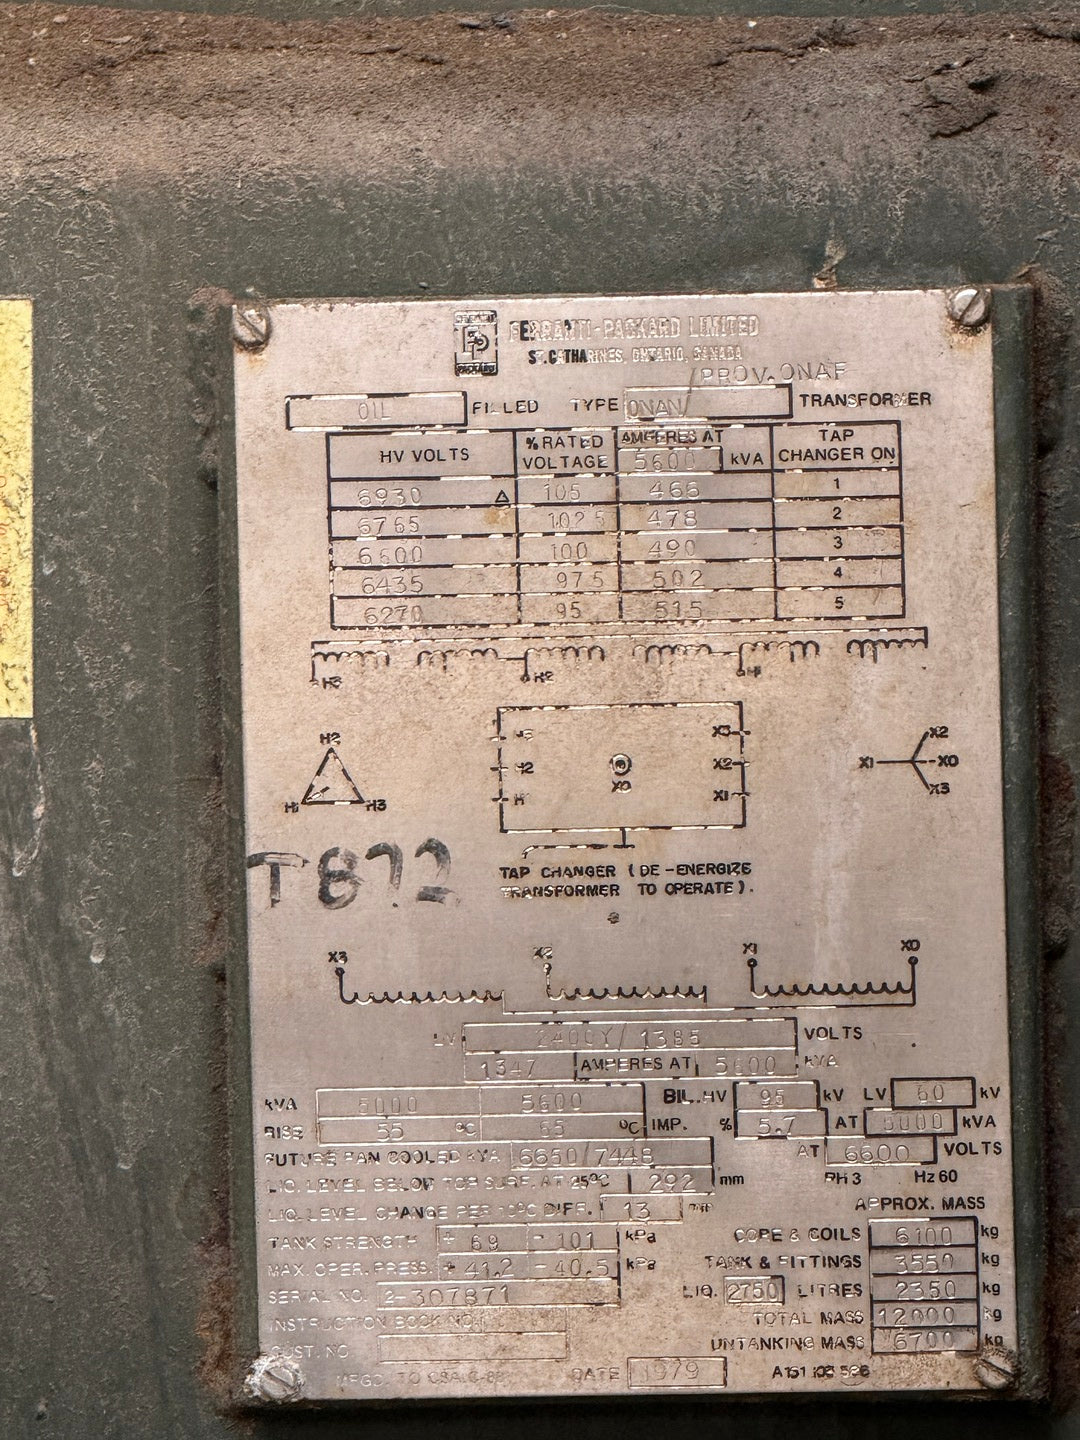 FERRANTI
PACKARD
FERRANTI-PACKARD LIMITED
ST. CATHARINES, ONTARIO, CANADA
OIL FILLED TYPE ONAN/PROV.ONAF TRANSFORMER
HV VOLTS % RATED VOLTAGE AMPERES AT 5600 kVA TAP CHANGER ON
6930 Δ 105 466 1
6765 102.5 478 2
6600 100 490 3
6435 97.5 502 4
6270 95 515 5
H3 H2 H1
H2
H1 H3
H3 X3
H2 X0 X2
H1 X1
X2
X1 X0
X3
T872
TAP CHANGER (DE-ENERGIZE
TRANSFORMER TO OPERATE).
X3 X2 X1 X0
LV 2400Y/1385 VOLTS
1347 AMPERES AT 5600 kVA
kVA 5000 5600 BIL.HV 95 kV LV 60 kV
RISE 55 °C 65 °C IMP. % 5.7 AT 5000 kVA
FUTURE FAN COOLED kVA 6650/7448 AT 6600 VOLTS
LIQ. LEVEL BELOW TOP SURF. AT 25°C 292 mm PH 3 Hz 60
LIQ. LEVEL CHANGE PER 10°C DIFF. 13 mm APPROX. MASS
TANK STRENGTH + 69 - 101 kPa CORE & COILS 6100 kg
MAX. OPER. PRESS. + 41.2 - 40.5 kPa TANK & FITTINGS 3550 kg
SERIAL NO. 2-307871 LIQ. 2750 LITRES 2350 kg
INSTRUCTION BOOK NO. TOTAL MASS 12000 kg
CUST. NO. UNTANKING MASS 6700 kg
MFGD. TO CSA DATE 1979